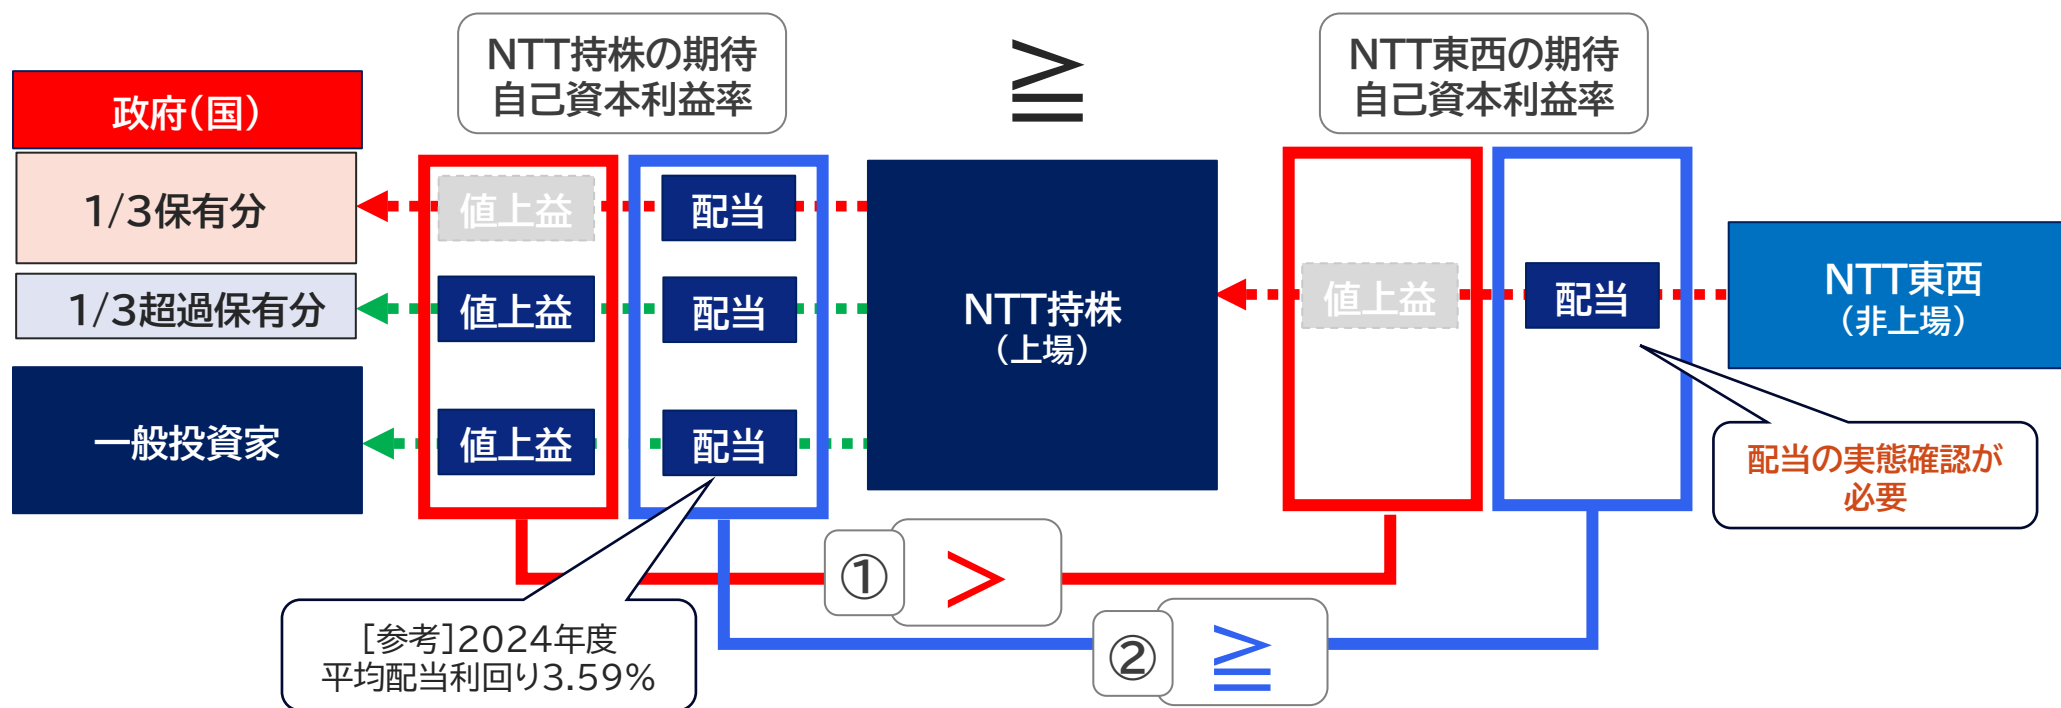 NTT持株の期待
自己資本利益率
≧
NTT東西の期待
自己資本利益率
政府(国)
1/3保有分
値上益
配当
1/3超過保有分
値上益
配当
一般投資家
値上益
配当
NTT持株
(上場)
値上益
配当
NTT東西
(非上場)
配当の実態確認が
必要
① >
② ≧
[参考]2024年度
平均配当利回り3.59%